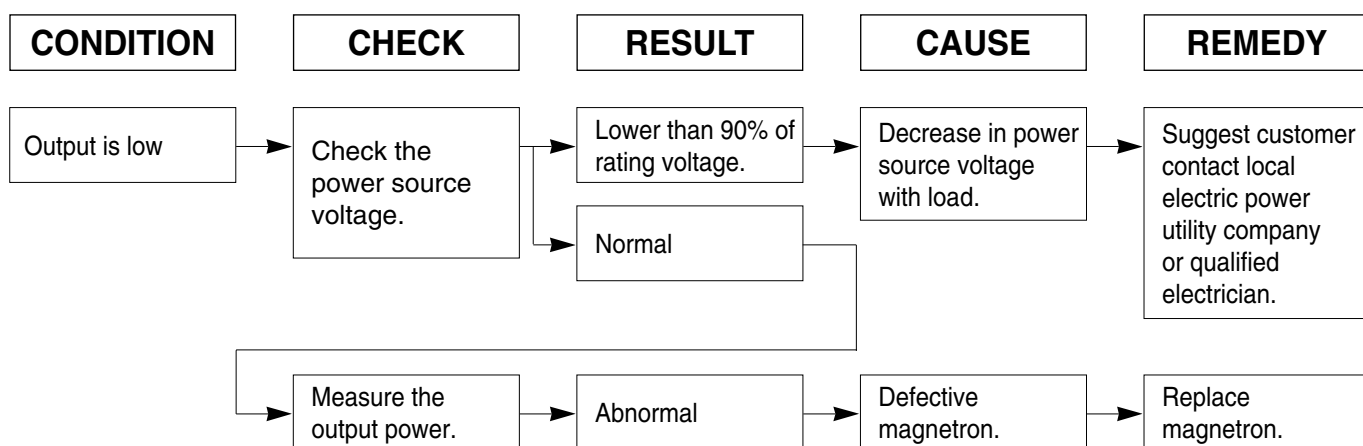 CONDITION
CHECK
RESULT
CAUSE
REMEDY
Output is low
Check the
power source
voltage.
Lower than 90% of
rating voltage.
Decrease in power
source voltage
with load.
Suggest customer
contact local
electric power
utility company
or qualified
electrician.
Normal
Measure the
output power.
Abnormal
Defective
magnetron.
Replace
magnetron.